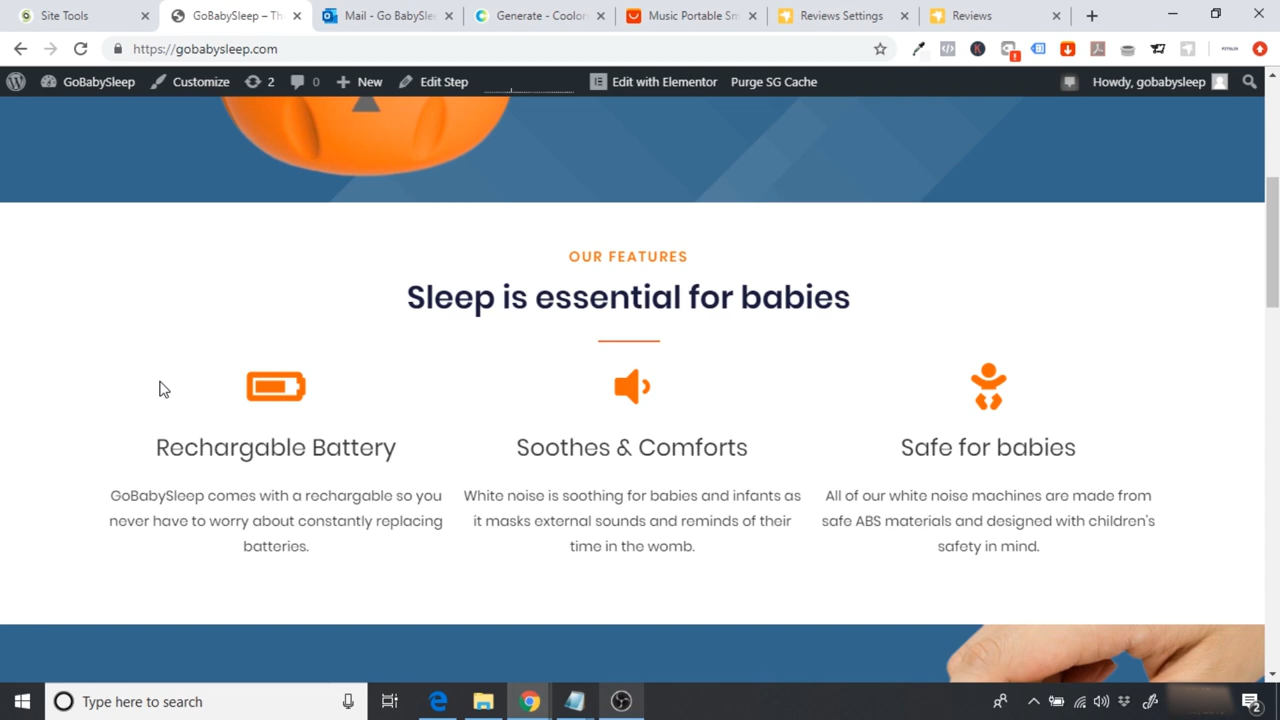 Site Tools
GoBabySleep – Th
Mail - Go BabySle
Generate - Coolor
Music Portable Sm
Reviews Settings
Reviews
https://gobabysleep.com
GoBabySleep
Customize
2
0
New
Edit Step
Edit with Elementor
Purge SG Cache
Howdy, gobabysleep
OUR FEATURES
Sleep is essential for babies
Rechargable Battery
GoBabySleep comes with a rechargable so you
never have to worry about constantly replacing
batteries.
Soothes & Comforts
White noise is soothing for babies and infants as
it masks external sounds and reminds of their
time in the womb.
Safe for babies
All of our white noise machines are made from
safe ABS materials and designed with children's
safety in mind.
Type here to search
2